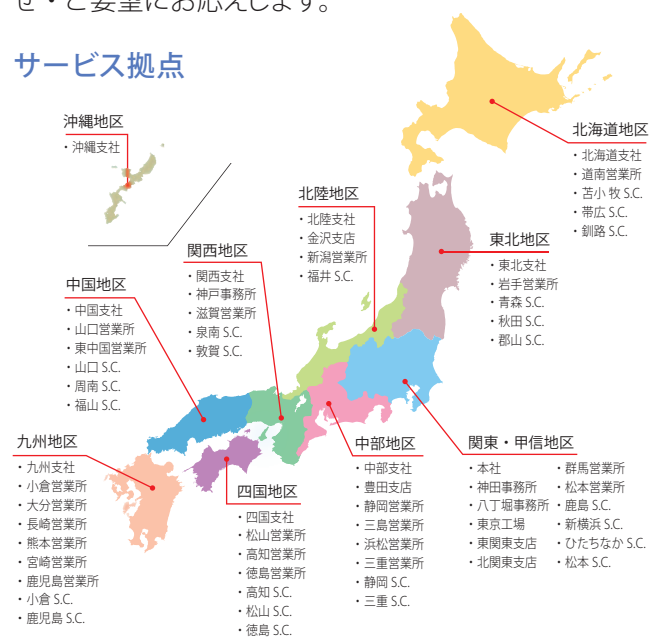 せ・ご要望にお応えします。
サービス拠点
沖縄地区
・沖縄支社
北海道地区
・北海道支社
・道南営業所
・苫小牧 S.C.
・帯広 S.C.
・釧路 S.C.
東北地区
・東北支社
・岩手営業所
・青森 S.C.
・秋田 S.C.
・郡山 S.C.
北陸地区
・北陸支社
・金沢支店
・新潟営業所
・福井 S.C.
関西地区
・関西支社
・神戸事務所
・滋賀営業所
・泉南 S.C.
・敦賀 S.C.
中国地区
・中国支社
・山口営業所
・東中国営業所
・山口 S.C.
・周南 S.C.
・福山 S.C.
九州地区
・九州支社
・小倉営業所
・大分営業所
・長崎営業所
・熊本営業所
・宮崎営業所
・鹿児島営業所
・小倉 S.C.
・鹿児島 S.C.
四国地区
・四国支社
・松山営業所
・高知営業所
・徳島営業所
・高知 S.C.
・松山 S.C.
・徳島 S.C.
中部地区
・中部支社
・豊田支店
・静岡営業所
・三島営業所
・浜松営業所
・三重営業所
・静岡 S.C.
・三重 S.C.
関東・甲信地区
・本社
・神田事務所
・八丁堀事務所
・東京工場
・東関東支店
・北関東支店
・群馬営業所
・松本営業所
・鹿島 S.C.
・新横浜 S.C.
・ひたちなか S.C.
・松本 S.C.